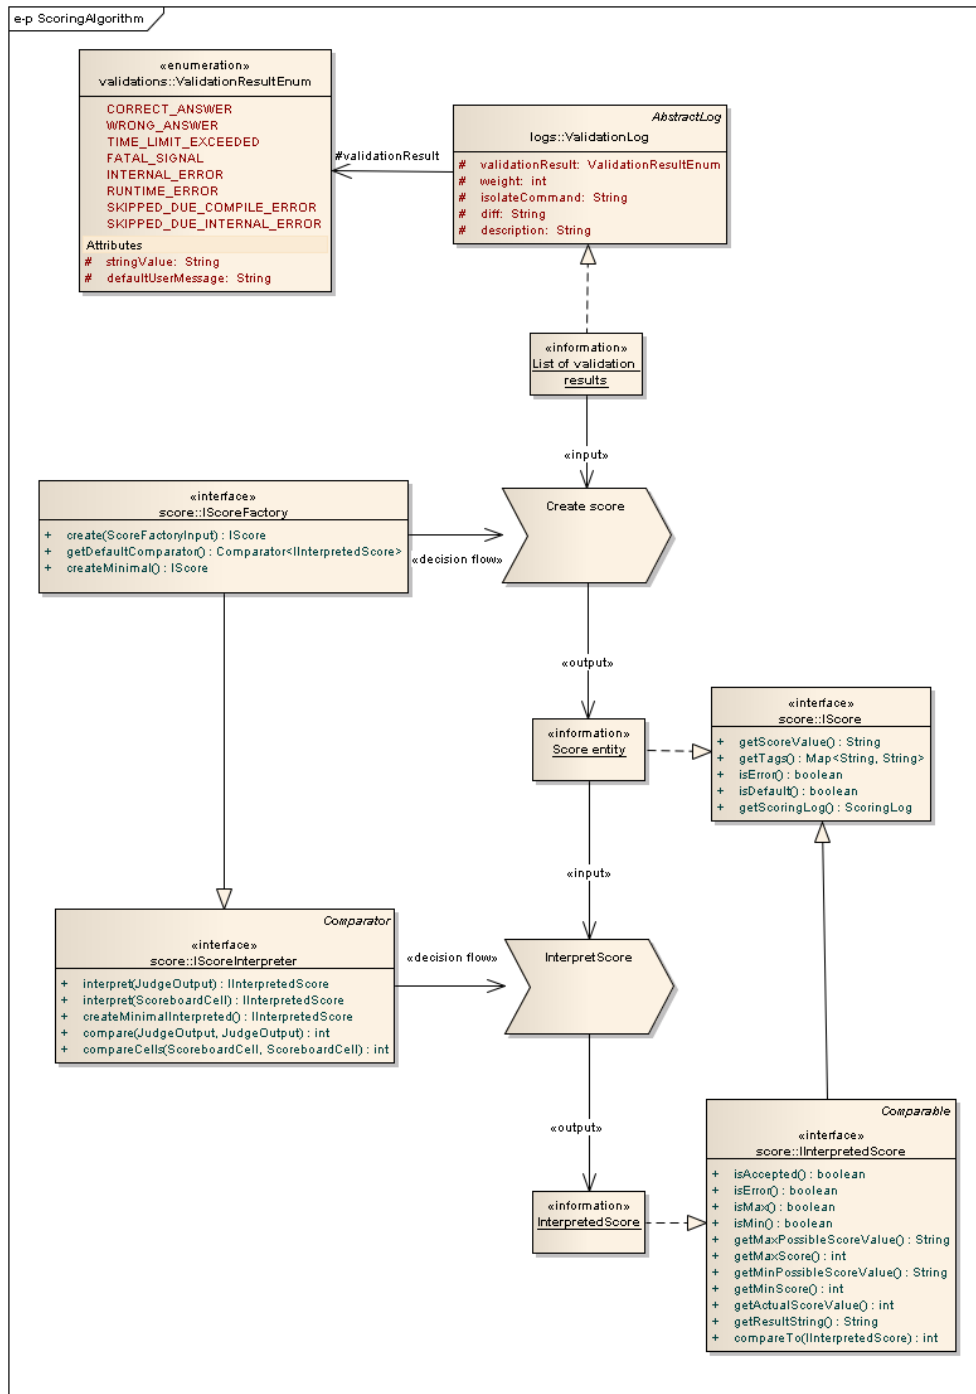 e-p ScoringAlgorithm
«enumeration»
validations::ValidationResultEnum
CORRECT_ANSWER
WRONG_ANSWER
TIME_LIMIT_EXCEEDED
FATAL_SIGNAL
INTERNAL_ERROR
RUNTIME_ERROR
SKIPPED_DUE_COMPILE_ERROR
SKIPPED_DUE_INTERNAL_ERROR
Attributes
# stringValue: String
# defaultUserMessage: String
#validationResult
AbstractLog
logs::ValidationLog
# validationResult: ValidationResultEnum
# weight: int
# isolateCommand: String
# diff: String
# description: String
«information»
List of validation
results
«input»
«interface»
score::IScoreFactory
+ create(ScoreFactoryInput) : IScore
+ getDefaultComparator() : Comparator<IInterpretedScore>
+ createMinimal() : IScore
«decision flow»
Create score
«output»
«information»
Score entity
«interface»
score::IScore
+ getScoreValue() : String
+ getTags() : Map<String, String>
+ isError() : boolean
+ isDefault() : boolean
+ getScoringLog() : ScoringLog
«input»
Comparator
«interface»
score::IScoreInterpreter
+ interpret(JudgeOutput) : IInterpretedScore
+ interpret(ScoreboardCell) : IInterpretedScore
+ createMinimalInterpreted() : IInterpretedScore
+ compare(JudgeOutput, JudgeOutput) : int
+ compareCells(ScoreboardCell, ScoreboardCell) : int
«decision flow»
InterpretScore
«output»
«information»
InterpretedScore
Comparable
«interface»
score::IInterpretedScore
+ isAccepted() : boolean
+ isError() : boolean
+ isMax() : boolean
+ isMin() : boolean
+ getMaxPossibleScoreValue() : String
+ getMaxScore() : int
+ getMinPossibleScoreValue() : String
+ getMinScore() : int
+ getActualScoreValue() : int
+ getResultString() : String
+ compareTo(IInterpretedScore) : int